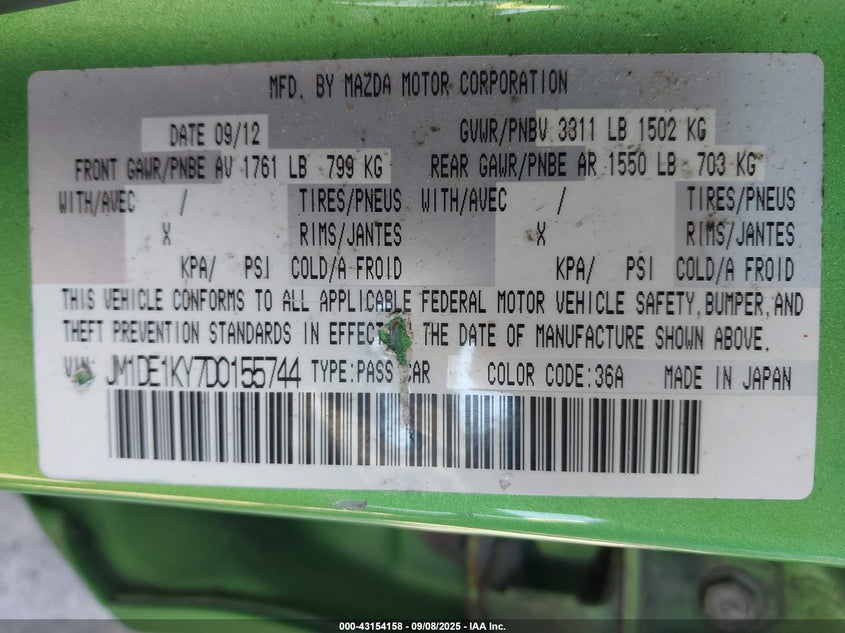 MFD. BY MAZDA MOTOR CORPORATION
DATE 09/12 GVWR/PNBV 3311 LB 1502 KG
FRONT GAWR/PNBE AV 1761 LB 799 KG REAR GAWR/PNBE AR 1550 LB 703 KG
WITH/AVEC / TIRES/PNEUS WITH/AVEC / TIRES/PNEUS
X RIMS/JANTES X RIMS/JANTES
KPA/ PSI COLD/A FROID KPA/ PSI COLD/A FROID
THIS VEHICLE CONFORMS TO ALL APPLICABLE FEDERAL MOTOR VEHICLE SAFETY, BUMPER, AND
THEFT PREVENTION STANDARDS IN EFFECT THE DATE OF MANUFACTURE SHOWN ABOVE.
VIN: JM1DE1KY7D0155744 TYPE:PASS CAR COLOR CODE:36A MADE IN JAPAN
000-43154158 - 09/08/2025 - IAA Inc.